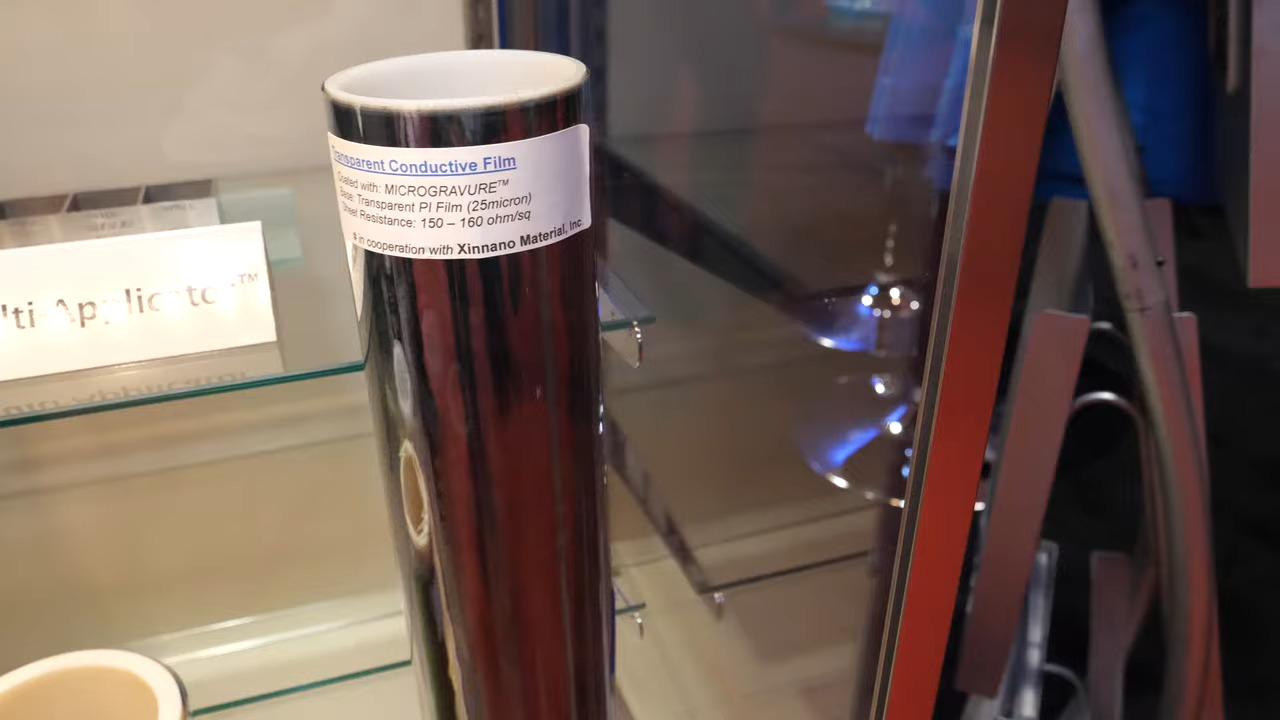 Transparent Conductive Film
Coated with: MICROGRAVURE™
Base: Transparent PI Film (25micron)
Sheet Resistance: 150 – 160 ohm/sq
in cooperation with Xinnano Material, Inc.
lti-Applicator™